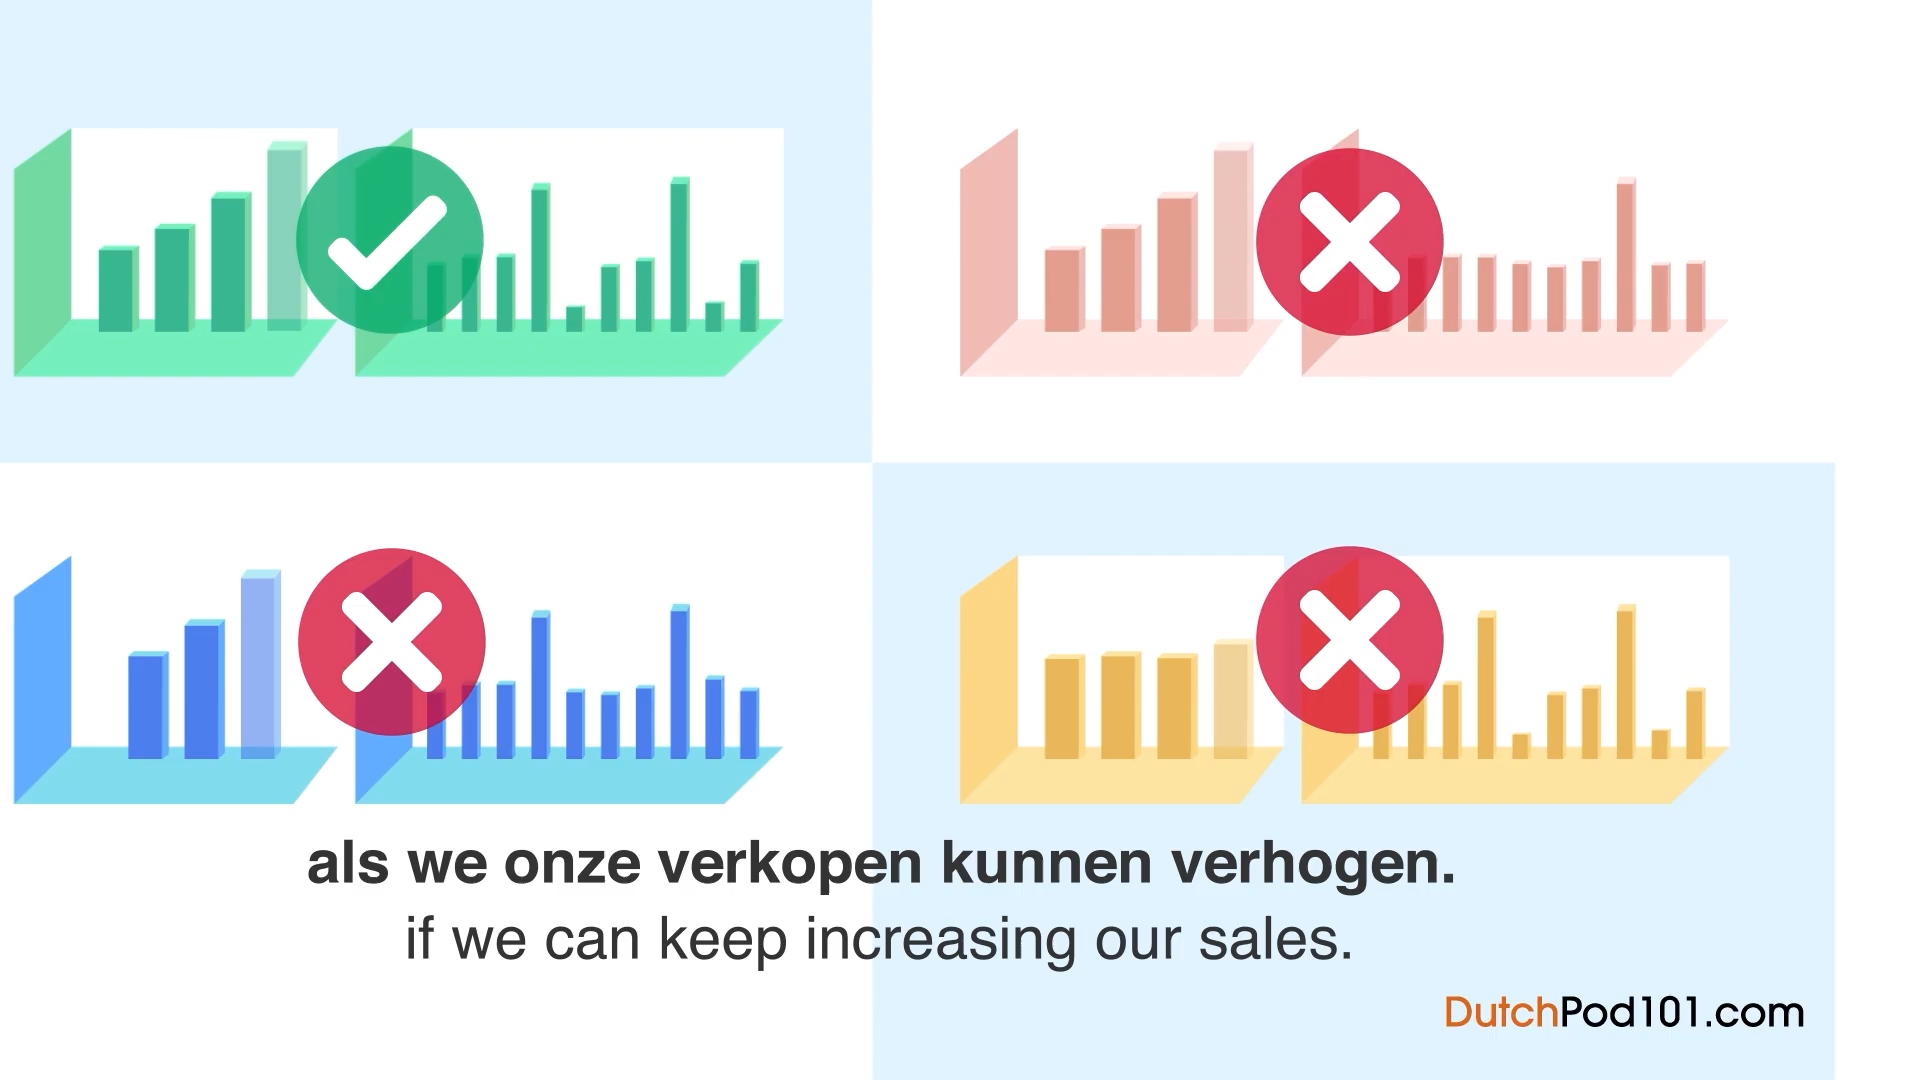 als we onze verkopen kunnen verhogen.
if we can keep increasing our sales.
DutchPod101.com